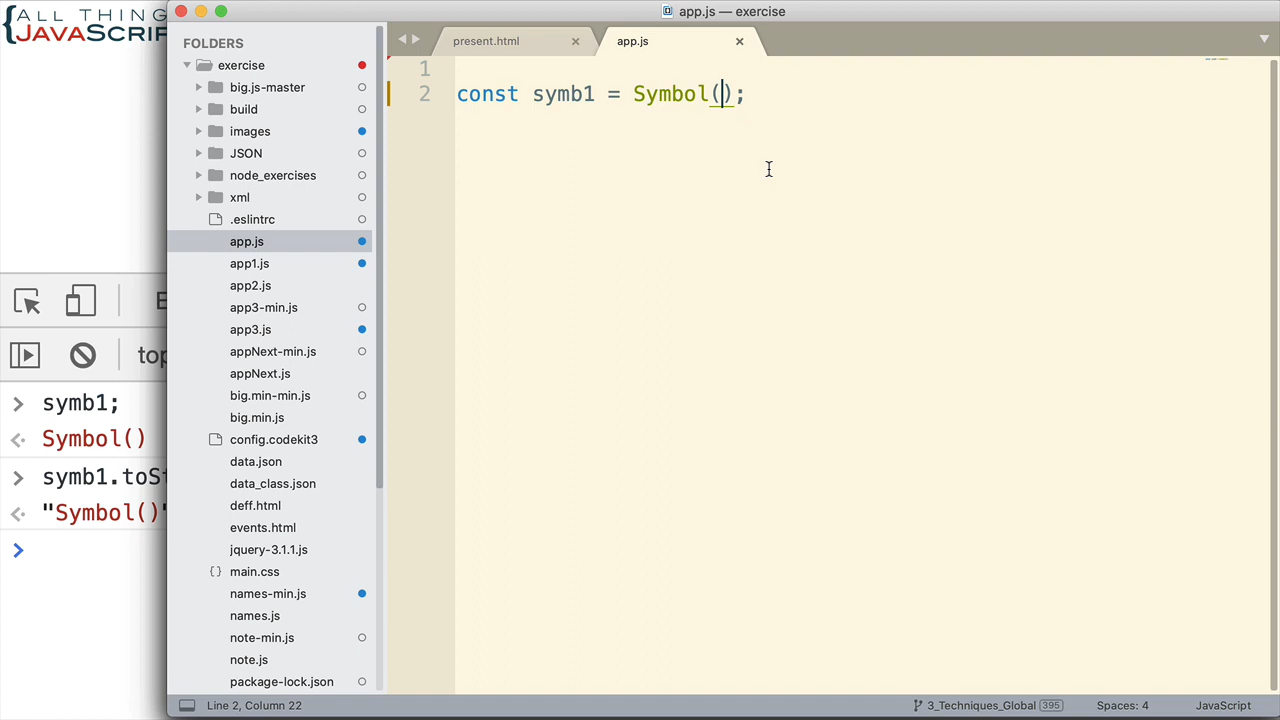 {ALL THING
JAVASCRIP
app.js — exercise
FOLDERS
present.html
app.js
exercise
big.js-master
build
images
JSON
node_exercises
xml
.eslintrc
app.js
app1.js
app2.js
app3-min.js
app3.js
appNext-min.js
appNext.js
big.min-min.js
big.min.js
config.codekit3
data.json
data_class.json
deff.html
events.html
jquery-3.1.1.js
{} main.css
names-min.js
names.js
note-min.js
note.js
package-lock.json
1
2 const symb1 = Symbol();
top
> symb1;
Symbol()
> symb1.toSt
"Symbol()"
>
Line 2, Column 22
3_Techniques_Global 395
Spaces: 4
JavaScript